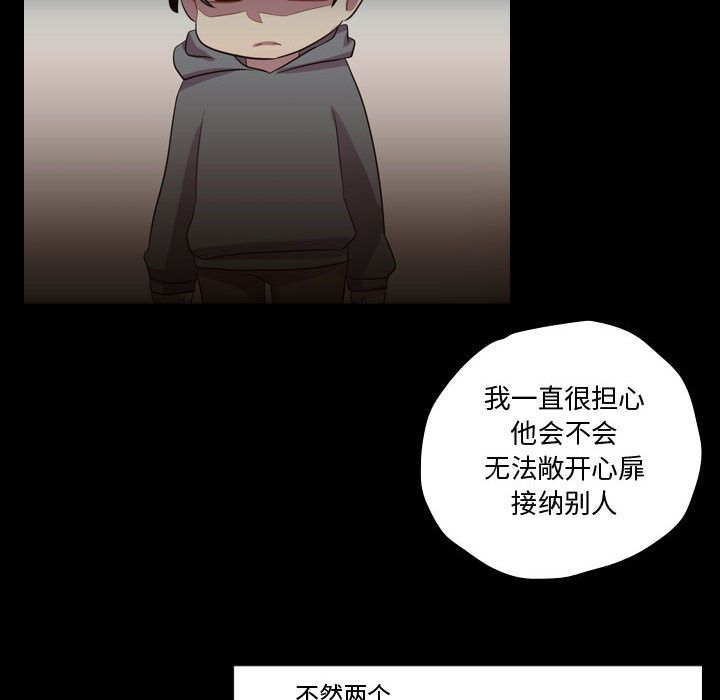 我一直很担心
他会不会
无法敞开心扉
接纳别人
不然两个